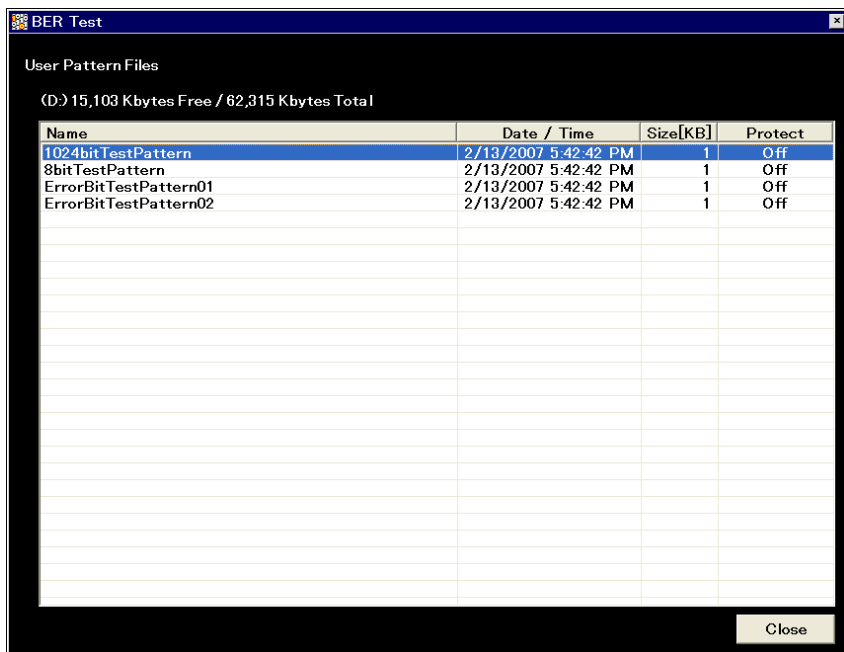 BER Test
User Pattern Files
(D:) 15,103 Kbytes Free / 62,315 Kbytes Total
Name Date / Time Size[KB] Protect
1024bitTestPattern 2/13/2007 5:42:42 PM 1 Off
8bitTestPattern 2/13/2007 5:42:42 PM 1 Off
ErrorBitTestPattern01 2/13/2007 5:42:42 PM 1 Off
ErrorBitTestPattern02 2/13/2007 5:42:42 PM 1 Off
Close